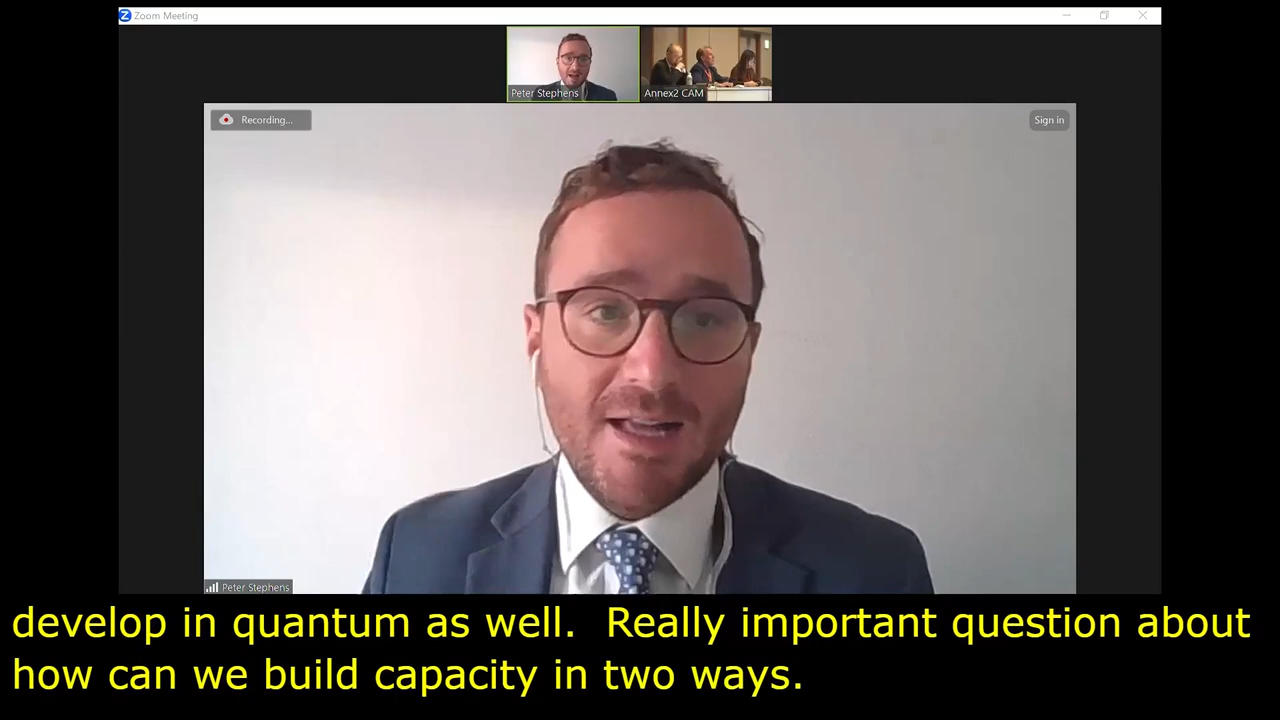 Zoom Meeting
Peter Stephens
Annex2 CAM
Recording...
Sign in
Peter Stephens
develop in quantum as well.  Really important question about
how can we build capacity in two ways.